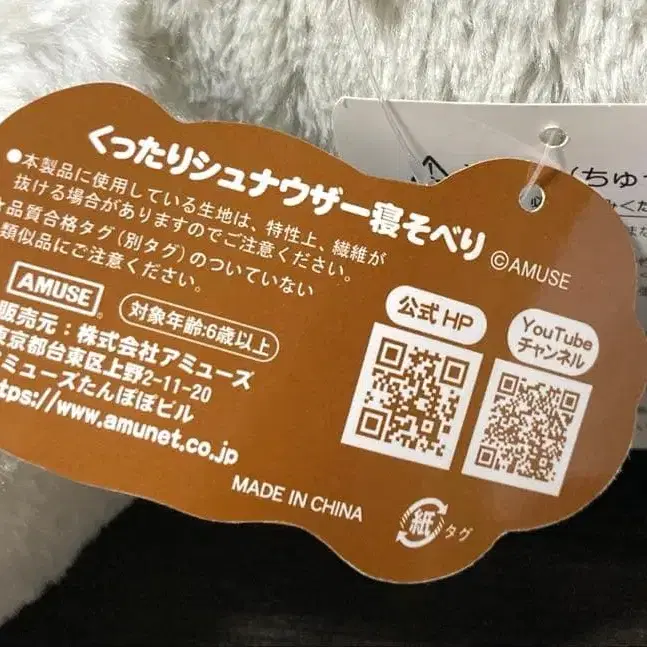 くったりシュナウザー寝そべり
©AMUSE
●本製品に使用している生地は、特性上、繊維が
抜ける場合がありますのでご注意ください。
品質合格タグ(別タグ)のついていない
類似品にご注意ください。
AMUSE
対象年齢:6歳以上
販売元:株式会社アミューズ
東京都台東区上野2-11-20
アミューズたんぽぽビル
https://www.amunet.co.jp
公式HP
YouTube
チャンネル
MADE IN CHINA
紙
タグ
(ちゅ